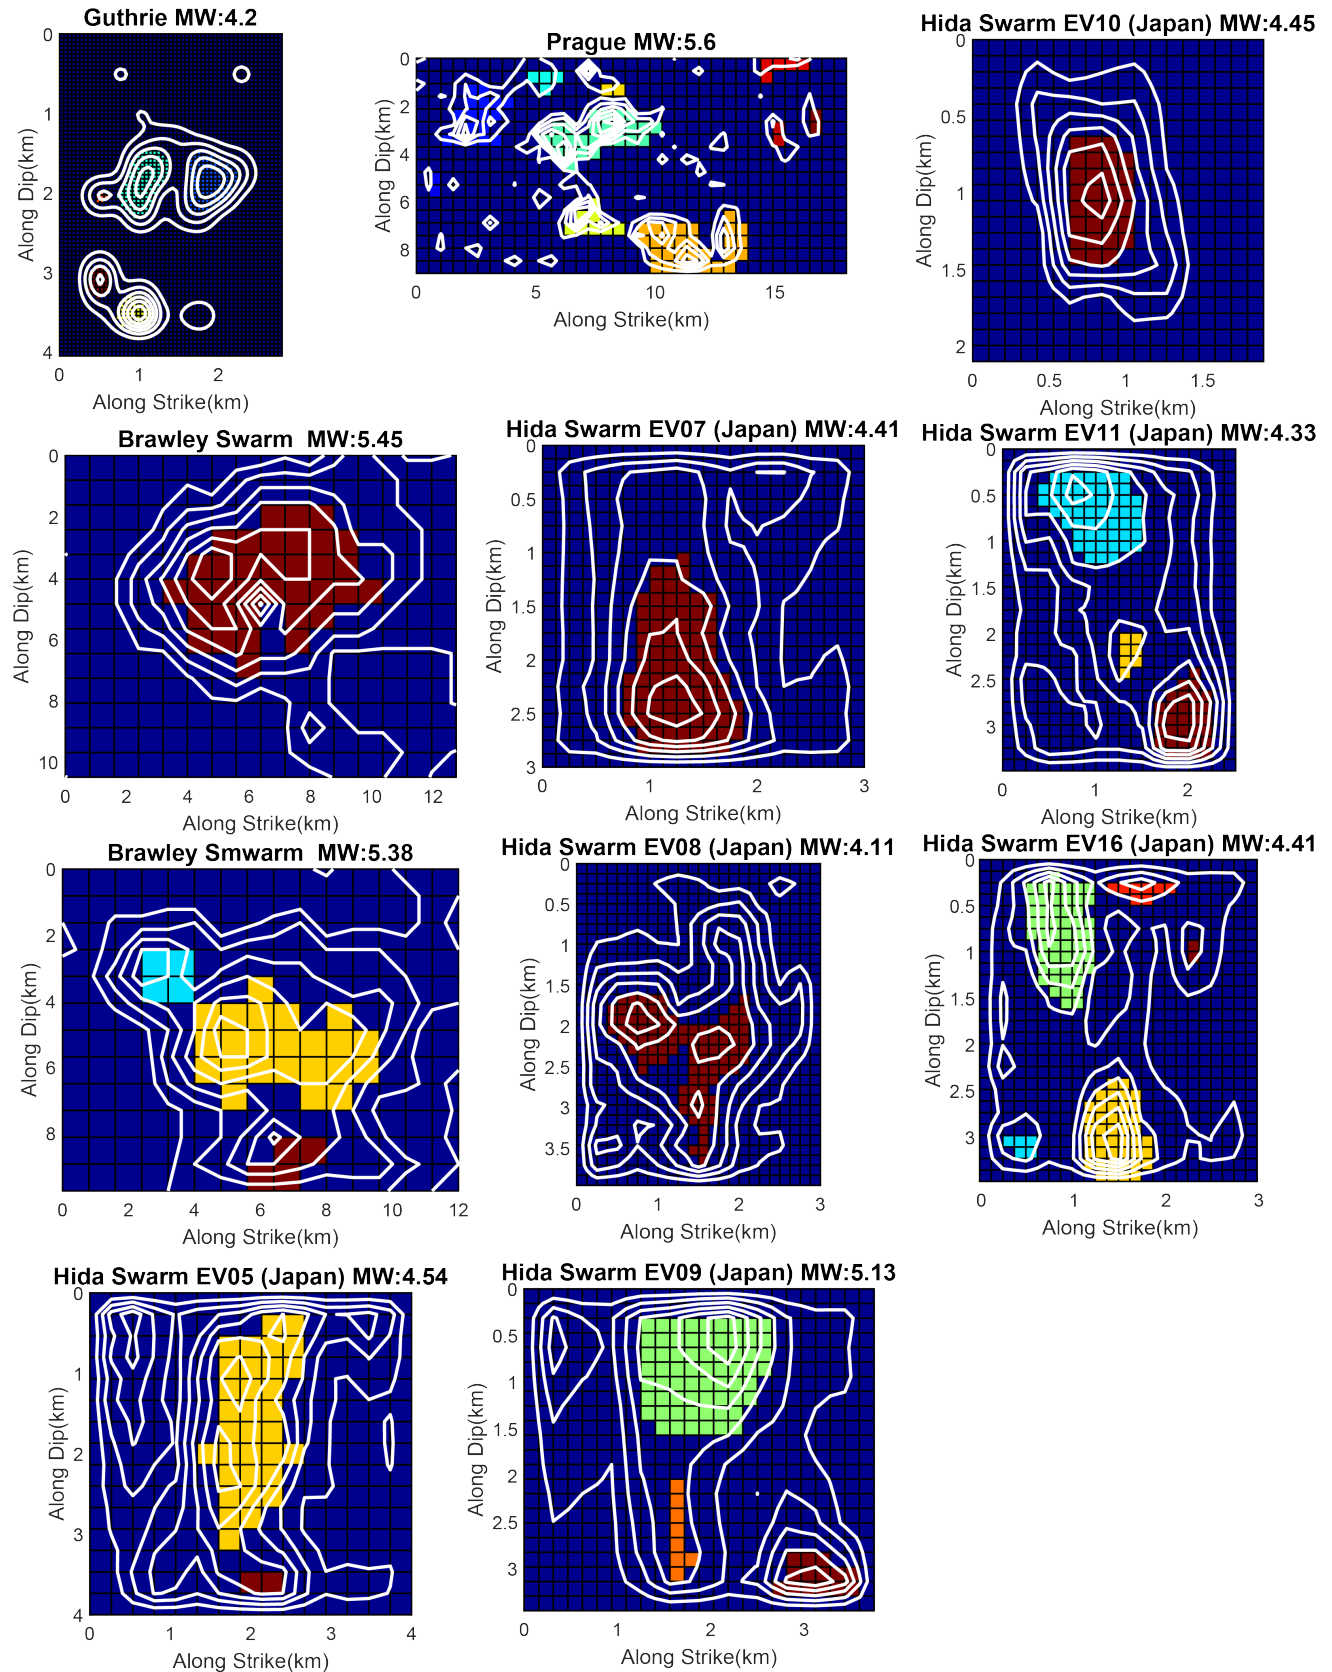 Guthrie MW:4.2
0
1
2
3
4
0 1 2
Along Dip(km)
Along Strike(km)
Prague MW:5.6
0
2
4
6
8
0 5 10 15
Along Dip(km)
Along Strike(km)
Hida Swarm EV10 (Japan) MW:4.45
0
0.5
1
1.5
2
0 0.5 1 1.5
Along Dip(km)
Along Strike(km)
Brawley Swarm  MW:5.45
0
2
4
6
8
10
0 2 4 6 8 10 12
Along Dip(km)
Along Strike(km)
Hida Swarm EV07 (Japan) MW:4.41
0
0.5
1
1.5
2
2.5
3
0 1 2 3
Along Dip(km)
Along Strike(km)
Hida Swarm EV11 (Japan) MW:4.33
0
0.5
1
1.5
2
2.5
3
0 1 2
Along Dip(km)
Along Strike(km)
Brawley Smwarm  MW:5.38
0
2
4
6
8
0 2 4 6 8 10 12
Along Dip(km)
Along Strike(km)
Hida Swarm EV08 (Japan) MW:4.11
0
0.5
1
1.5
2
2.5
3
3.5
0 1 2 3
Along Dip(km)
Along Strike(km)
Hida Swarm EV16 (Japan) MW:4.41
0
0.5
1
1.5
2
2.5
3
0 1 2 3
Along Dip(km)
Along Strike(km)
Hida Swarm EV05 (Japan) MW:4.54
0
1
2
3
4
0 1 2 3 4
Along Dip(km)
Along Strike(km)
Hida Swarm EV09 (Japan) MW:5.13
0
0.5
1
1.5
2
2.5
3
0 1 2 3
Along Dip(km)
Along Strike(km)